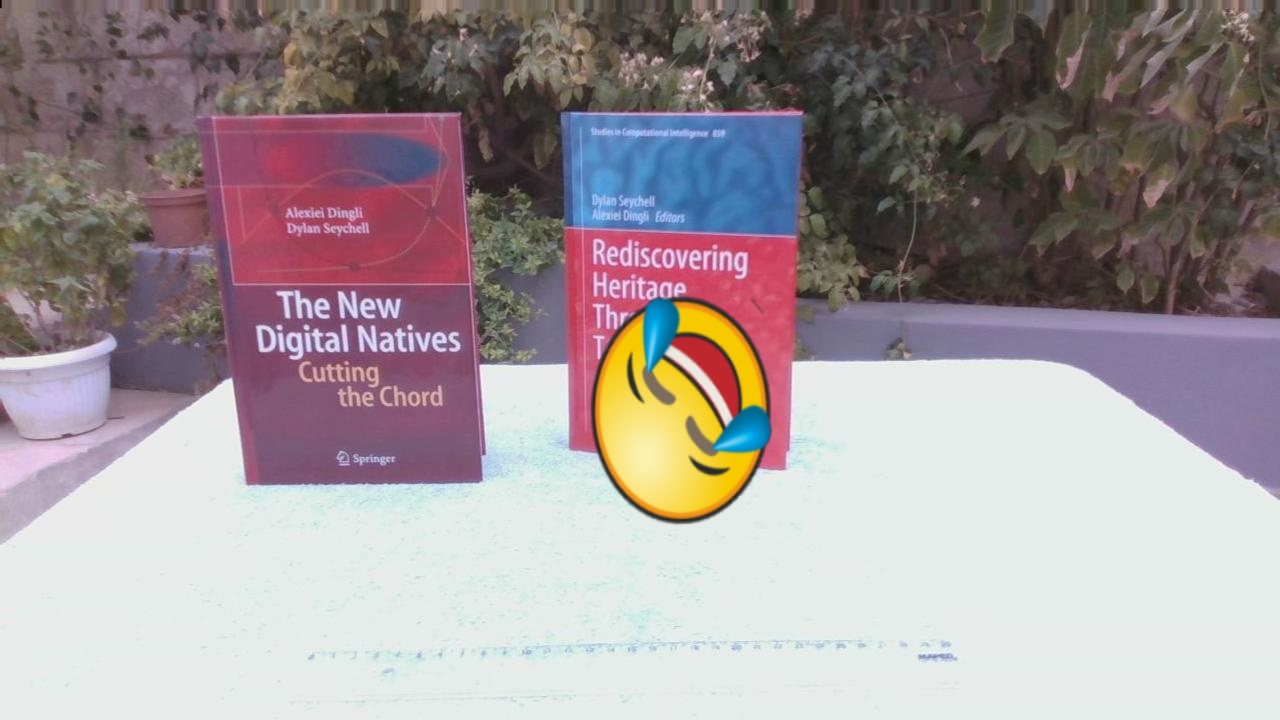 Alexiei Dingli
Dylan Seychell
The New
Digital Natives
Cutting
the Chord
Springer
Studies in Computational Intelligence 859
Dylan Seychell
Alexiei Dingli Editors
Rediscovering
Heritage